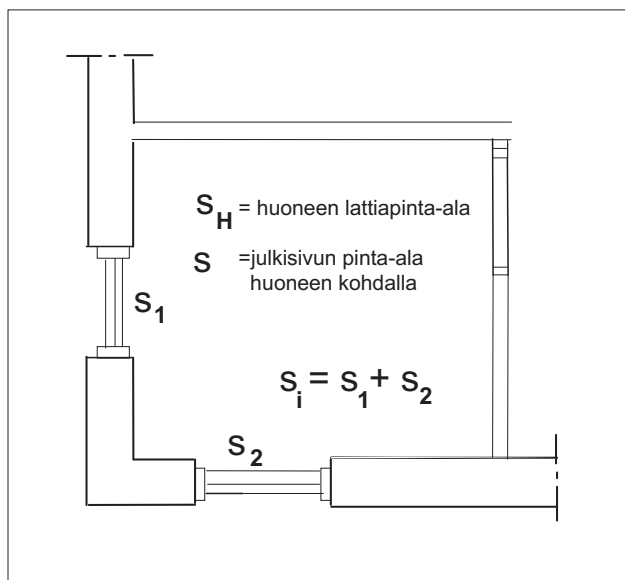 S_H = huoneen lattiapinta-ala
S =julkisivun pinta-ala
huoneen kohdalla
S_1
S_i = S_1 + S_2
S_2